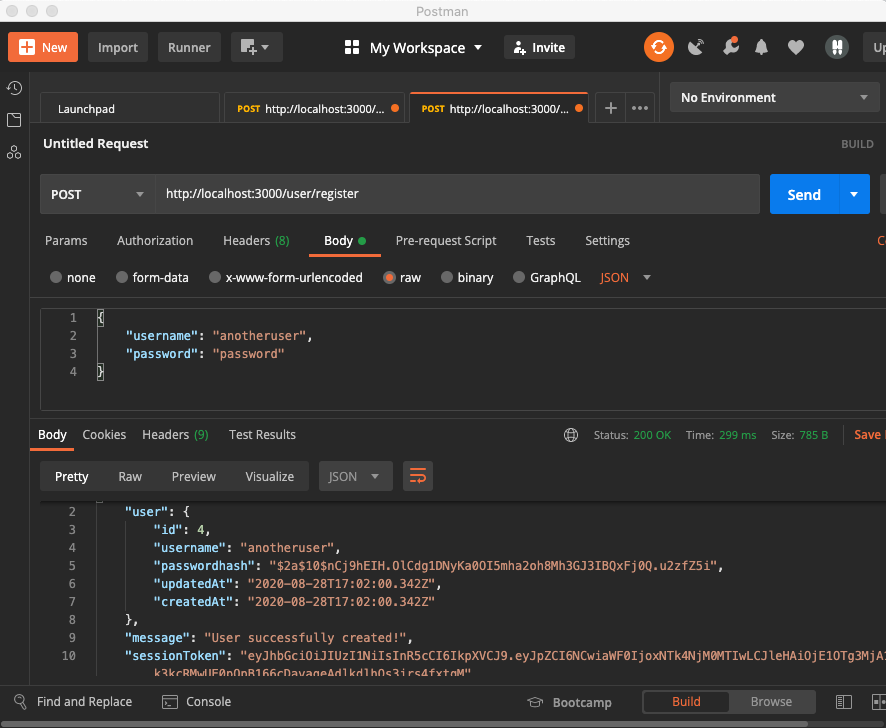 Postman
New Import Runner My Workspace Invite Up
Launchpad POST http://localhost:3000/... POST http://localhost:3000/... No Environment
Untitled Request BUILD
POST http://localhost:3000/user/register Send
Params Authorization Headers (8) Body Pre-request Script Tests Settings
none form-data x-www-form-urlencoded raw binary GraphQL JSON
1 {
2 "username": "anotheruser",
3 "password": "password"
4 }
Body Cookies Headers (9) Test Results Status: 200 OK Time: 299 ms Size: 785 B Save
Pretty Raw Preview Visualize JSON
2 "user": {
3 "id": 4,
4 "username": "anotheruser",
5 "passwordhash": "$2a$10$nCj9hEIH.OlCdg1DNyKa0OI5mha2oh8Mh3GJ3IBQxFj0Q.u2zfZ5i",
6 "updatedAt": "2020-08-28T17:02:00.342Z",
7 "createdAt": "2020-08-28T17:02:00.342Z"
8 },
9 "message": "User successfully created!",
10 "sessionToken": "eyJhbGciOiJIUzI1NiIsInR5cCI6IkpXVCJ9.eyJpZCI6NCwiaWF0IjoxNTk4NjM0MTIwLCJleHAiOjE1OTg3MjA
Find and Replace Console Bootcamp Build Browse